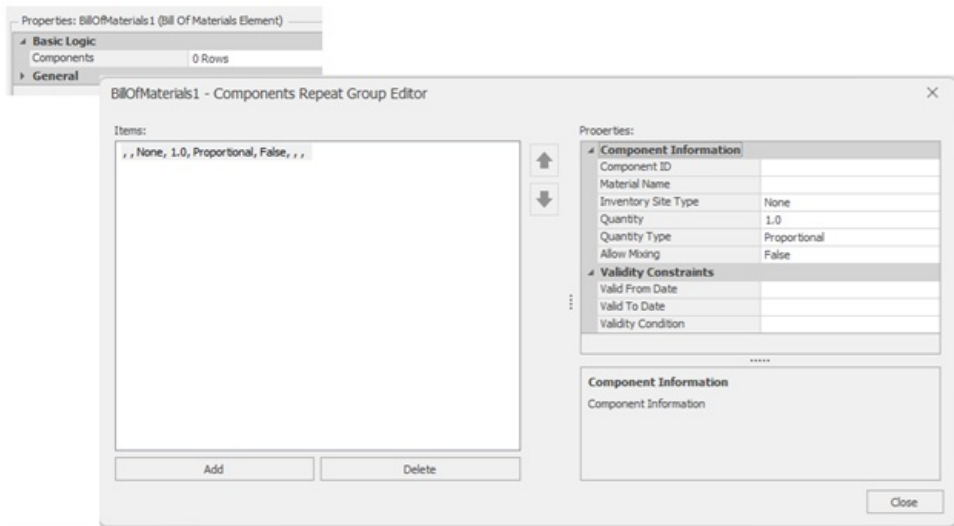 Properties: BillOfMaterials1 (Bill Of Materials Element)
Basic Logic
Components 0 Rows
General
BillOfMaterials1 - Components Repeat Group Editor
Items:
, , None, 1.0, Proportional, False, , ,
Add
Delete
Properties:
Component Information
Component ID
Material Name
Inventory Site Type None
Quantity 1.0
Quantity Type Proportional
Allow Mixing False
Validity Constraints
Valid From Date
Valid To Date
Validity Condition
Component Information
Component Information
Close